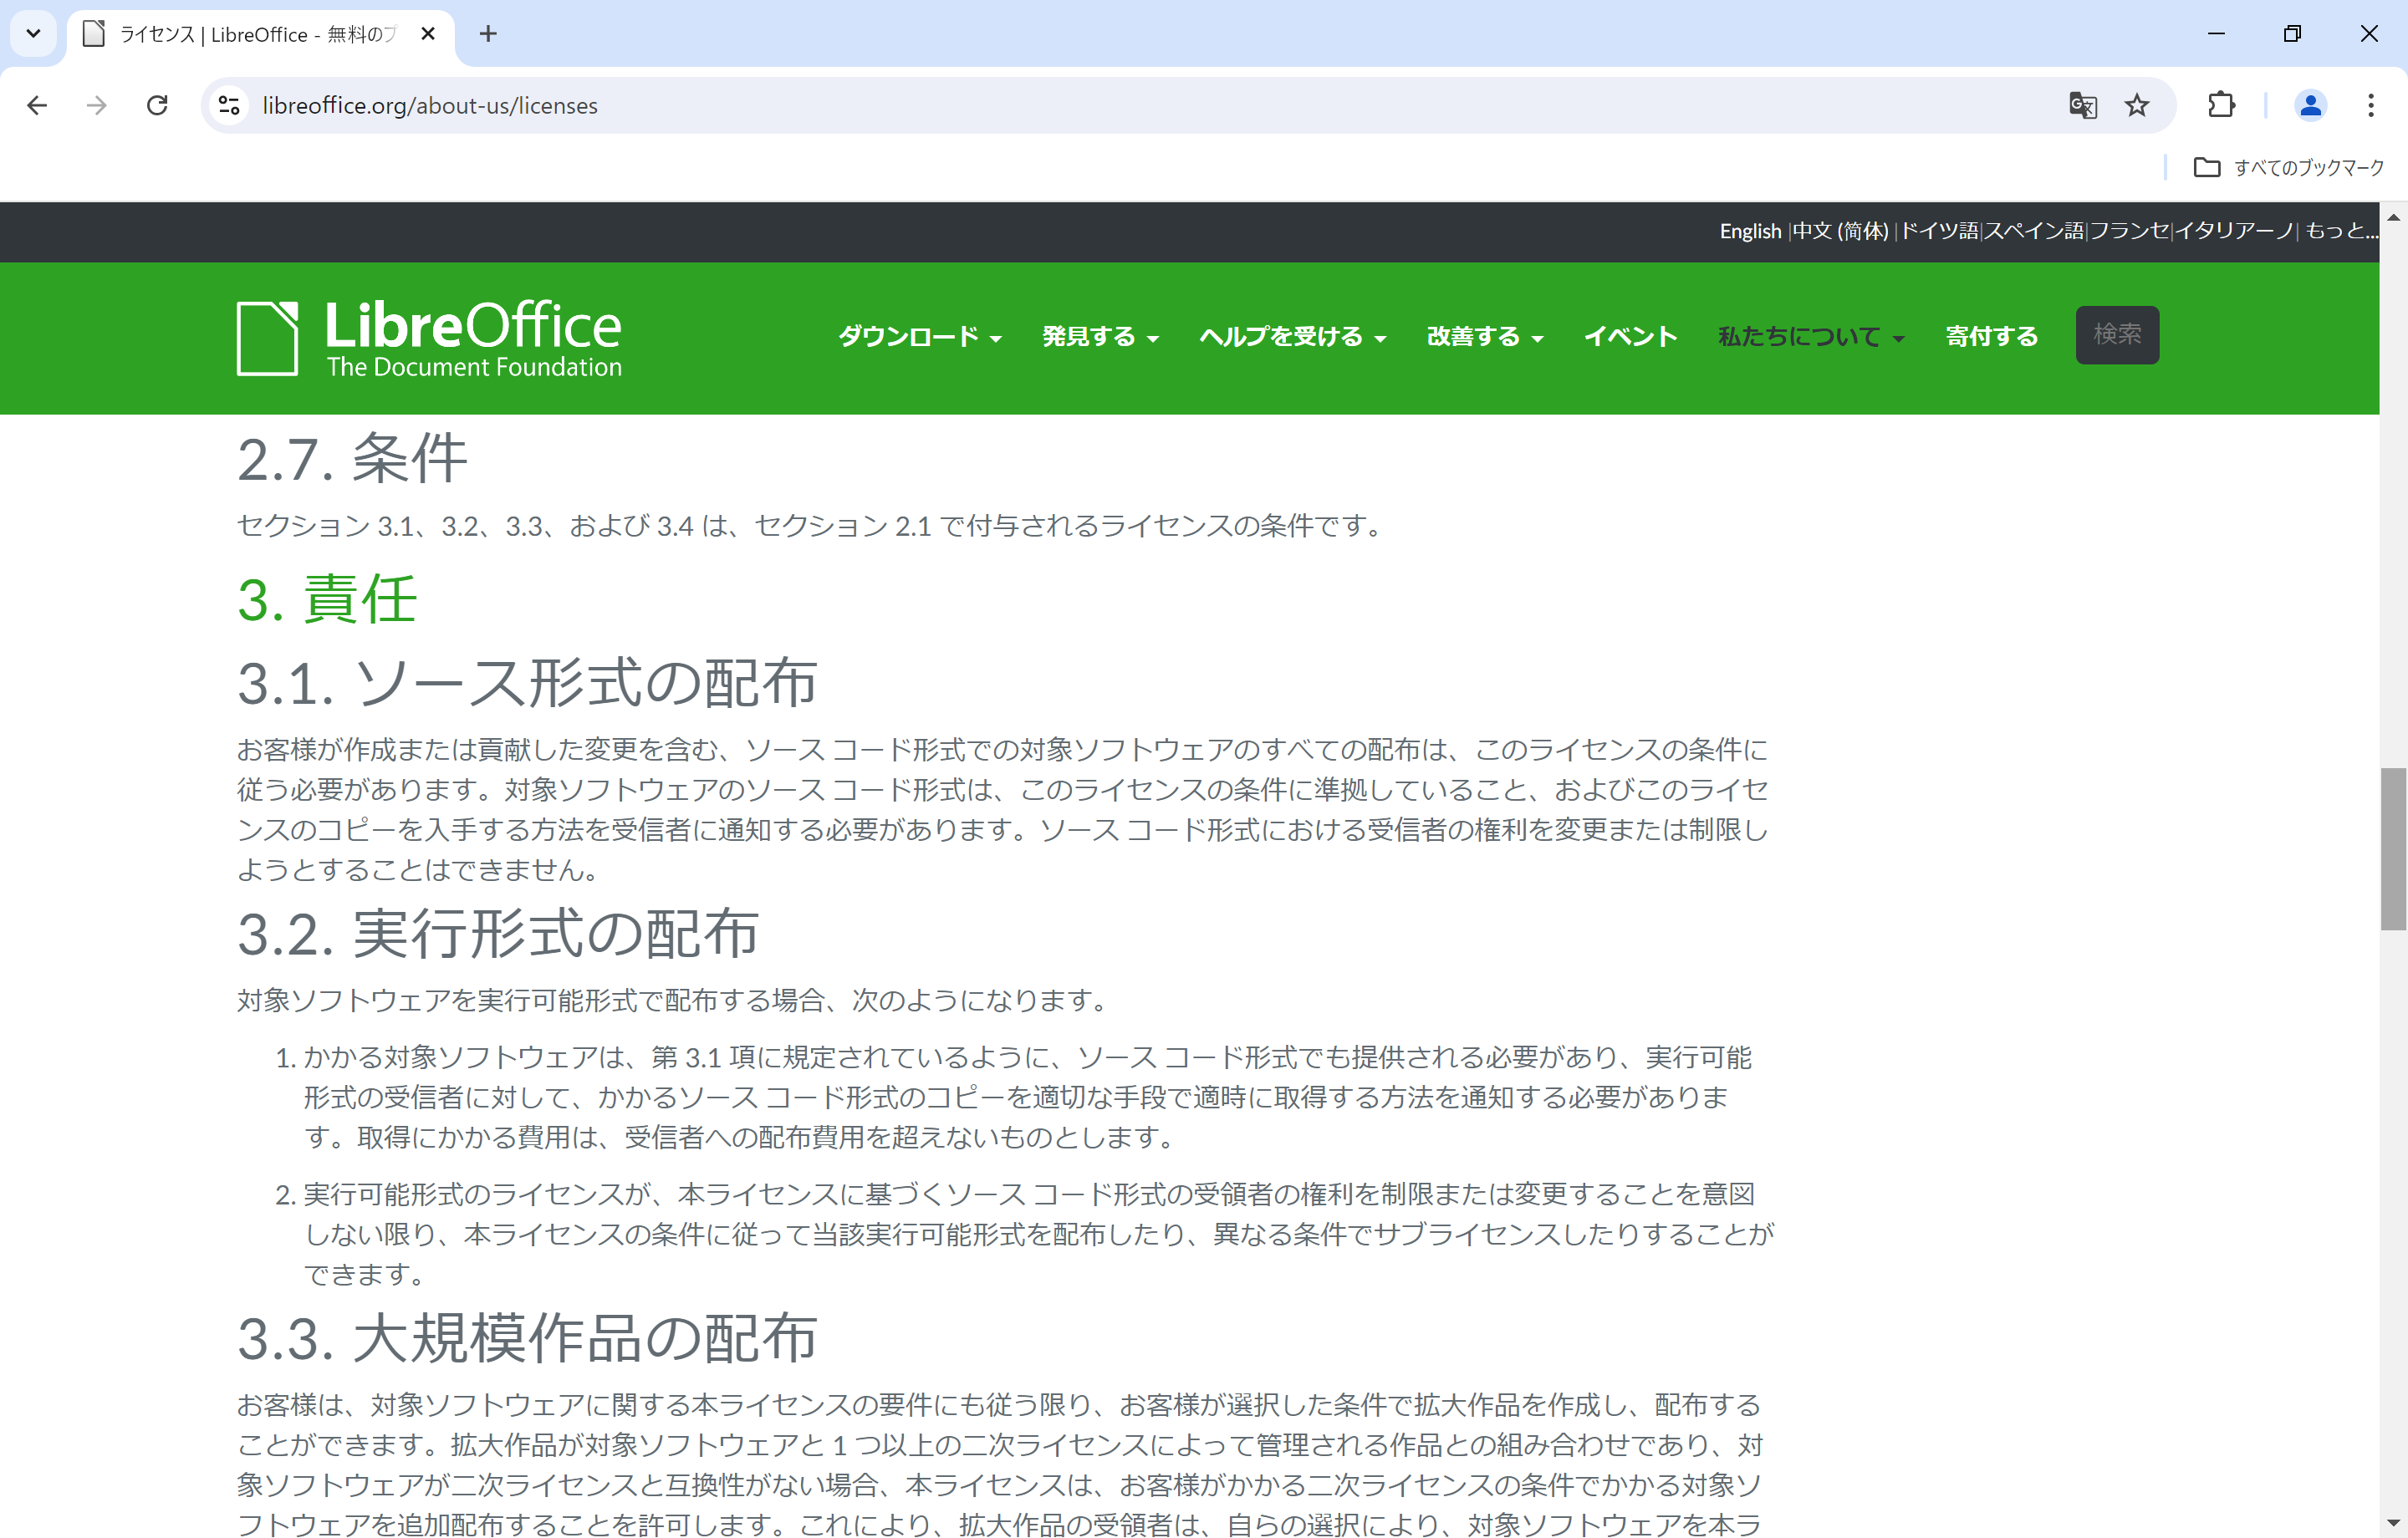 ライセンス | LibreOffice - 無料のプ
libreoffice.org/about-us/licenses
すべてのブックマーク
English |中文 (简体) |ドイツ語|スペイン語|フランセ|イタリアーノ| もっと...
LibreOffice
The Document Foundation
ダウンロード 発見する ヘルプを受ける 改善する イベント 私たちについて 寄付する 検索
2.7. 条件
セクション 3.1、3.2、3.3、および 3.4 は、セクション 2.1 で付与されるライセンスの条件です。
3. 責任
3.1. ソース形式の配布
お客様が作成または貢献した変更を含む、ソース コード形式での対象ソフトウェアのすべての配布は、このライセンスの条件に
従う必要があります。対象ソフトウェアのソース コード形式は、このライセンスの条件に準拠していること、およびこのライセ
ンスのコピーを入手する方法を受信者に通知する必要があります。ソース コード形式における受信者の権利を変更または制限し
ようとすることはできません。
3.2. 実行形式の配布
対象ソフトウェアを実行可能形式で配布する場合、次のようになります。
1. かかる対象ソフトウェアは、第 3.1 項に規定されているように、ソース コード形式でも提供される必要があり、実行可能
形式の受信者に対して、かかるソース コード形式のコピーを適切な手段で適時に取得する方法を通知する必要がありま
す。取得にかかる費用は、受信者への配布費用を超えないものとします。
2. 実行可能形式のライセンスが、本ライセンスに基づくソース コード形式の受領者の権利を制限または変更することを意図
しない限り、本ライセンスの条件に従って当該実行可能形式を配布したり、異なる条件でサブライセンスしたりすることが
できます。
3.3. 大規模作品の配布
お客様は、対象ソフトウェアに関する本ライセンスの要件にも従う限り、お客様が選択した条件で拡大作品を作成し、配布する
ことができます。拡大作品が対象ソフトウェアと 1 つ以上の二次ライセンスによって管理される作品との組み合わせであり、対
象ソフトウェアが二次ライセンスと互換性がない場合、本ライセンスは、お客様がかかる二次ライセンスの条件でかかる対象ソ
フトウェアを追加配布することを許可します。これにより、拡大作品の受領者は、自らの選択により、対象ソフトウェアを本ラ